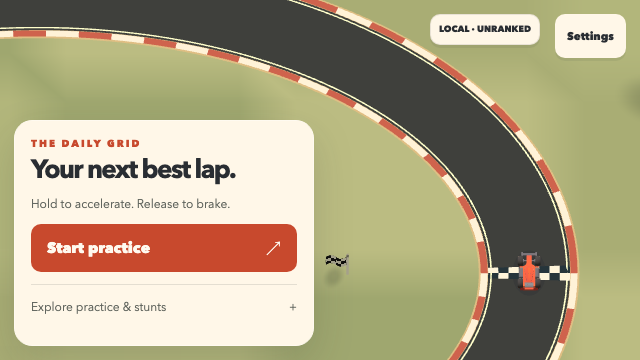 LOCAL · UNRANKED
Settings
THE DAILY GRID
Your next best lap.
Hold to accelerate. Release to brake.
Start practice ↗
Explore practice & stunts +